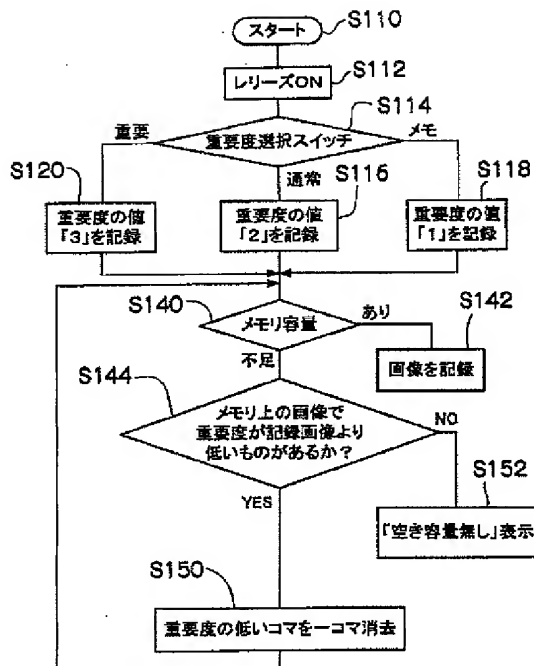 スタート
S110
レリーズON
S112
S114
重要
重要度選択スイッチ
メモ
通常
S120
S116
S118
重要度の値
「3」を記録
重要度の値
「2」を記録
重要度の値
「1」を記録
S140
メモリ容量
あり
S142
画像を記録
不足
S144
メモリ上の画像で
重要度が記録画像より
低いものがあるか?
NO
S152
「空き容量無し」表示
YES
S150
重要度の低いコマを一コマ消去